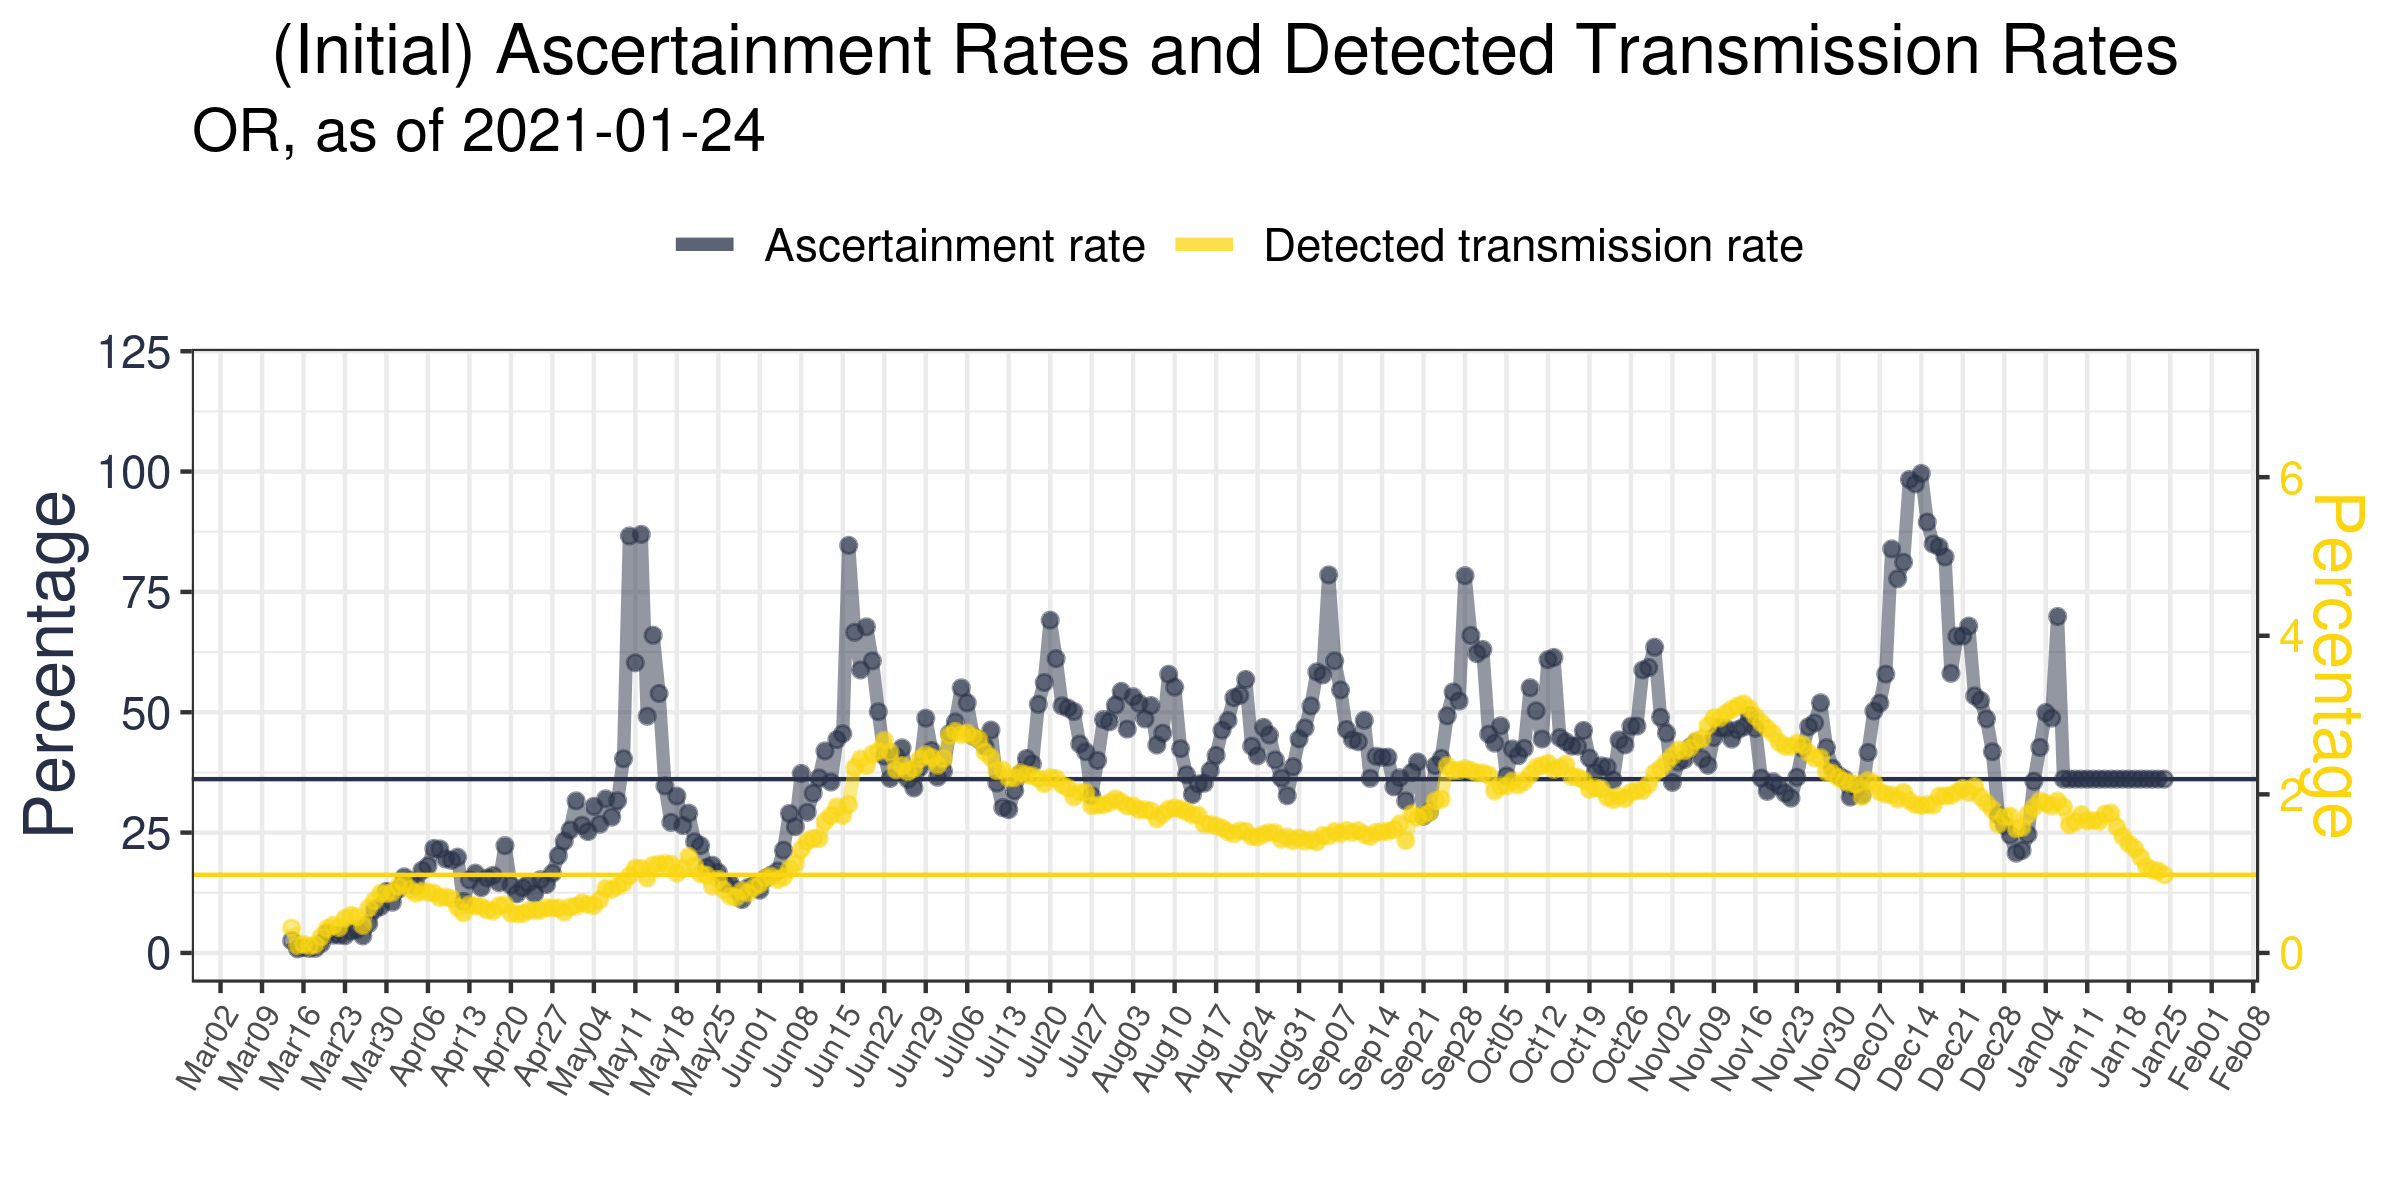 (Initial) Ascertainment Rates and Detected Transmission Rates
OR, as of 2021-01-24
Ascertainment rate
Detected transmission rate
Percentage
125
100
75
50
25
0
6
4
2
0
Percentage
Mar02
Mar09
Mar16
Mar23
Mar30
Apr06
Apr13
Apr20
Apr27
May04
May11
May18
May25
Jun01
Jun08
Jun15
Jun22
Jun29
Jul06
Jul13
Jul20
Jul27
Aug03
Aug10
Aug17
Aug24
Aug31
Sep07
Sep14
Sep21
Sep28
Oct05
Oct12
Oct19
Oct26
Nov02
Nov09
Nov16
Nov23
Nov30
Dec07
Dec14
Dec21
Dec28
Jan04
Jan11
Jan18
Jan25
Feb01
Feb08